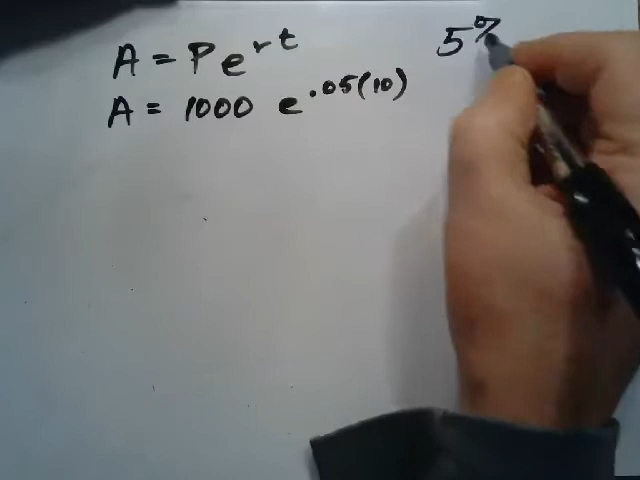 A = Pe^rt
A = 1000 e^.05(10)
5%